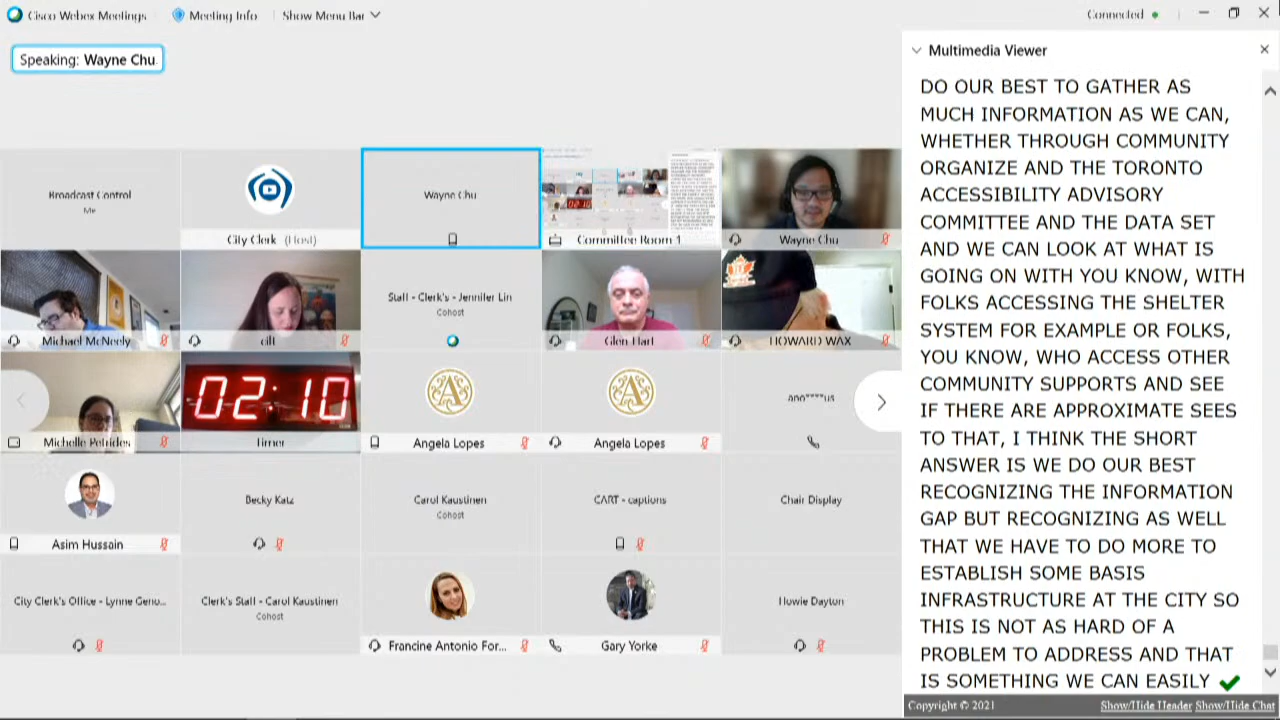 Cisco Webex Meetings
Meeting Info
Show Menu Bar
Connected
Speaking: Wayne Chu
Multimedia Viewer
Broadcast Control
Me
City Clerk (Host)
Wayne Chu
Committee Room 1
Wayne Chu
Michael McNeely
cilt
Staff - Clerk's - Jennifer Lin
Cohost
Glen Hart
HOWARD WAX
Michelle Petrides
02:10
Timer
Angela Lopes
Angela Lopes
ano****us
Asim Hussain
Becky Katz
Carol Kaustinen
Cohost
CART - captions
Chair Display
City Clerk's Office - Lynne Geno...
Clerk's Staff - Carol Kaustinen
Cohost
Francine Antonio For...
Gary Yorke
Howie Dayton
DO OUR BEST TO GATHER AS
MUCH INFORMATION AS WE CAN,
WHETHER THROUGH COMMUNITY
ORGANIZE AND THE TORONTO
ACCESSIBILITY ADVISORY
COMMITTEE AND THE DATA SET
AND WE CAN LOOK AT WHAT IS
GOING ON WITH YOU KNOW, WITH
FOLKS ACCESSING THE SHELTER
SYSTEM FOR EXAMPLE OR FOLKS,
YOU KNOW, WHO ACCESS OTHER
COMMUNITY SUPPORTS AND SEE
IF THERE ARE APPROXIMATE SEES
TO THAT, I THINK THE SHORT
ANSWER IS WE DO OUR BEST
RECOGNIZING THE INFORMATION
GAP BUT RECOGNIZING AS WELL
THAT WE HAVE TO DO MORE TO
ESTABLISH SOME BASIS
INFRASTRUCTURE AT THE CITY SO
THIS IS NOT AS HARD OF A
PROBLEM TO ADDRESS AND THAT
IS SOMETHING WE CAN EASILY
Copyright © 2021
Show/Hide Header Show/Hide Chat